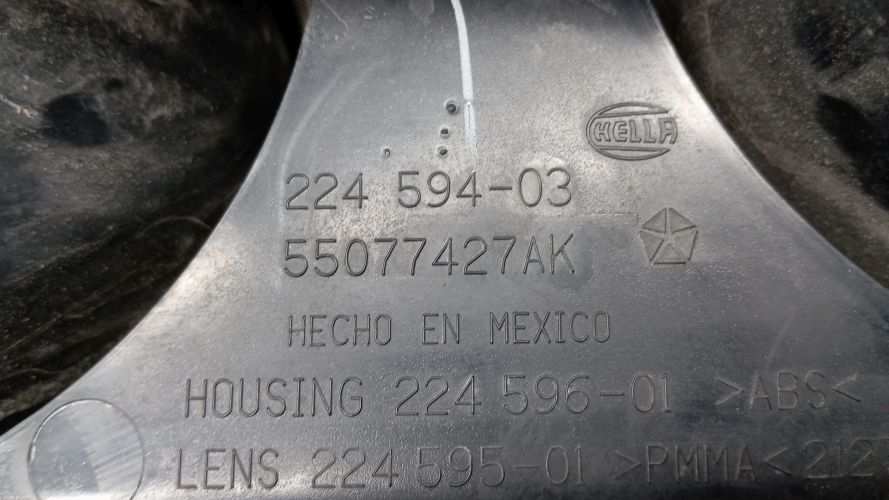 HELLA
224 594-03
55077427AK
HECHO EN MEXICO
HOUSING 224 596-01 >ABS<
LENS 224 595-01 >PMMA< 212